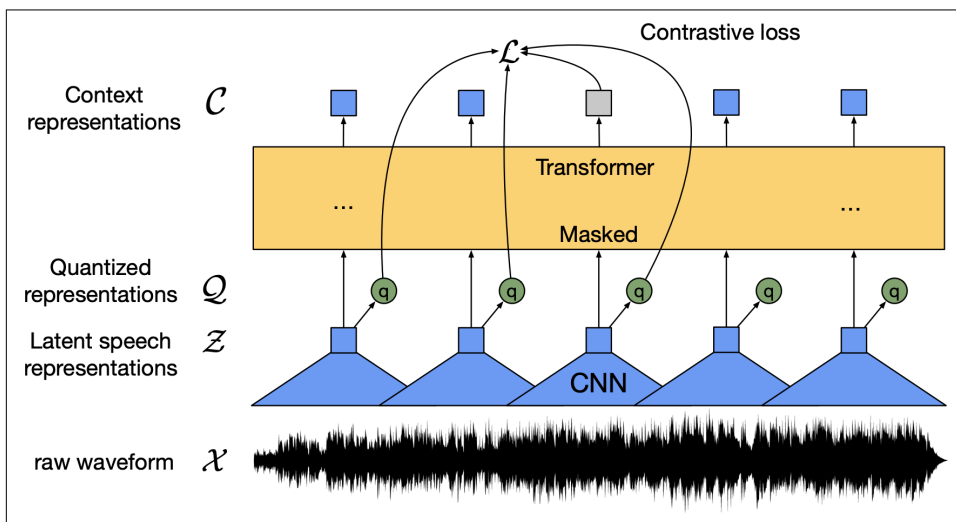 Contrastive loss
ℒ
Context
representations
𝒞
Transformer
...
...
Masked
Quantized
representations
𝒬
q
q
q
q
q
Latent speech
representations
𝒵
CNN
raw waveform
𝒳